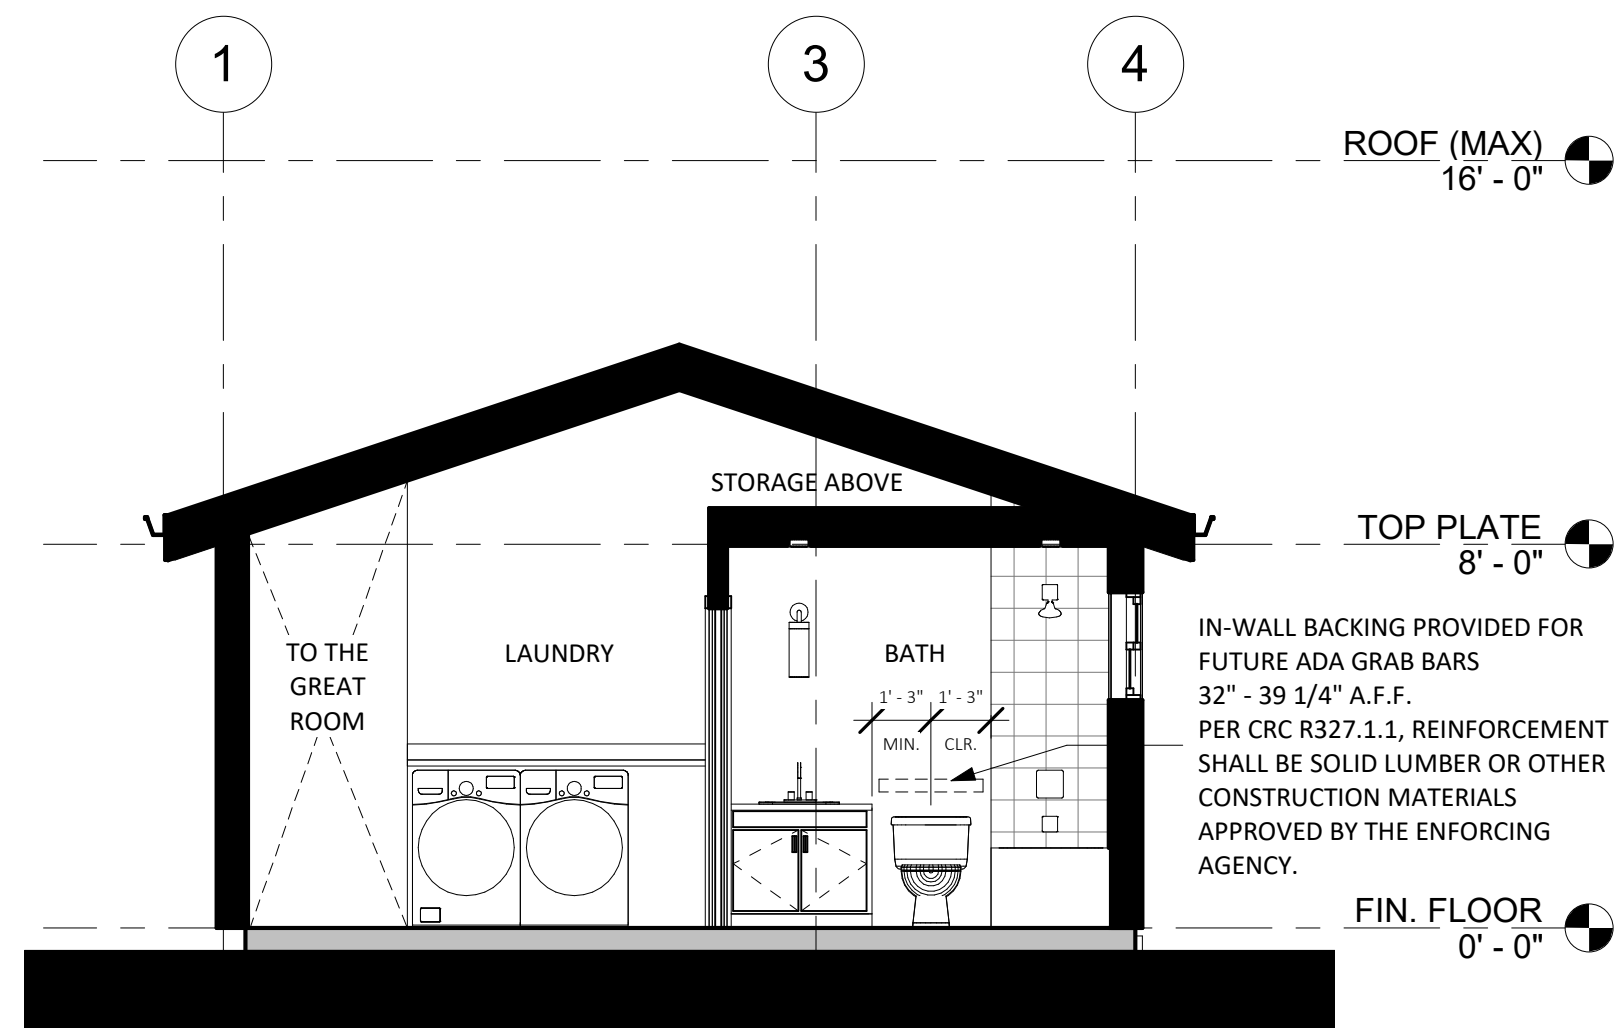 1
3
4
ROOF (MAX)
16' - 0"
STORAGE ABOVE
TOP PLATE
8' - 0"
TO THE
GREAT
ROOM
LAUNDRY
BATH
1' - 3" 1' - 3"
MIN. CLR.
IN-WALL BACKING PROVIDED FOR
FUTURE ADA GRAB BARS
32" - 39 1/4" A.F.F.
PER CRC R327.1.1, REINFORCEMENT
SHALL BE SOLID LUMBER OR OTHER
CONSTRUCTION MATERIALS
APPROVED BY THE ENFORCING
AGENCY.
FIN. FLOOR
0' - 0"